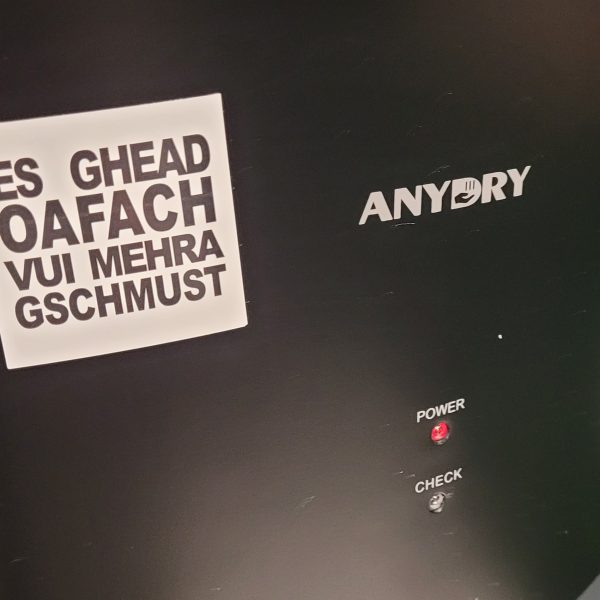 ES GHEAD
OAFACH
VUI MEHRA
GSCHMUST
ANYDRY
POWER
CHECK